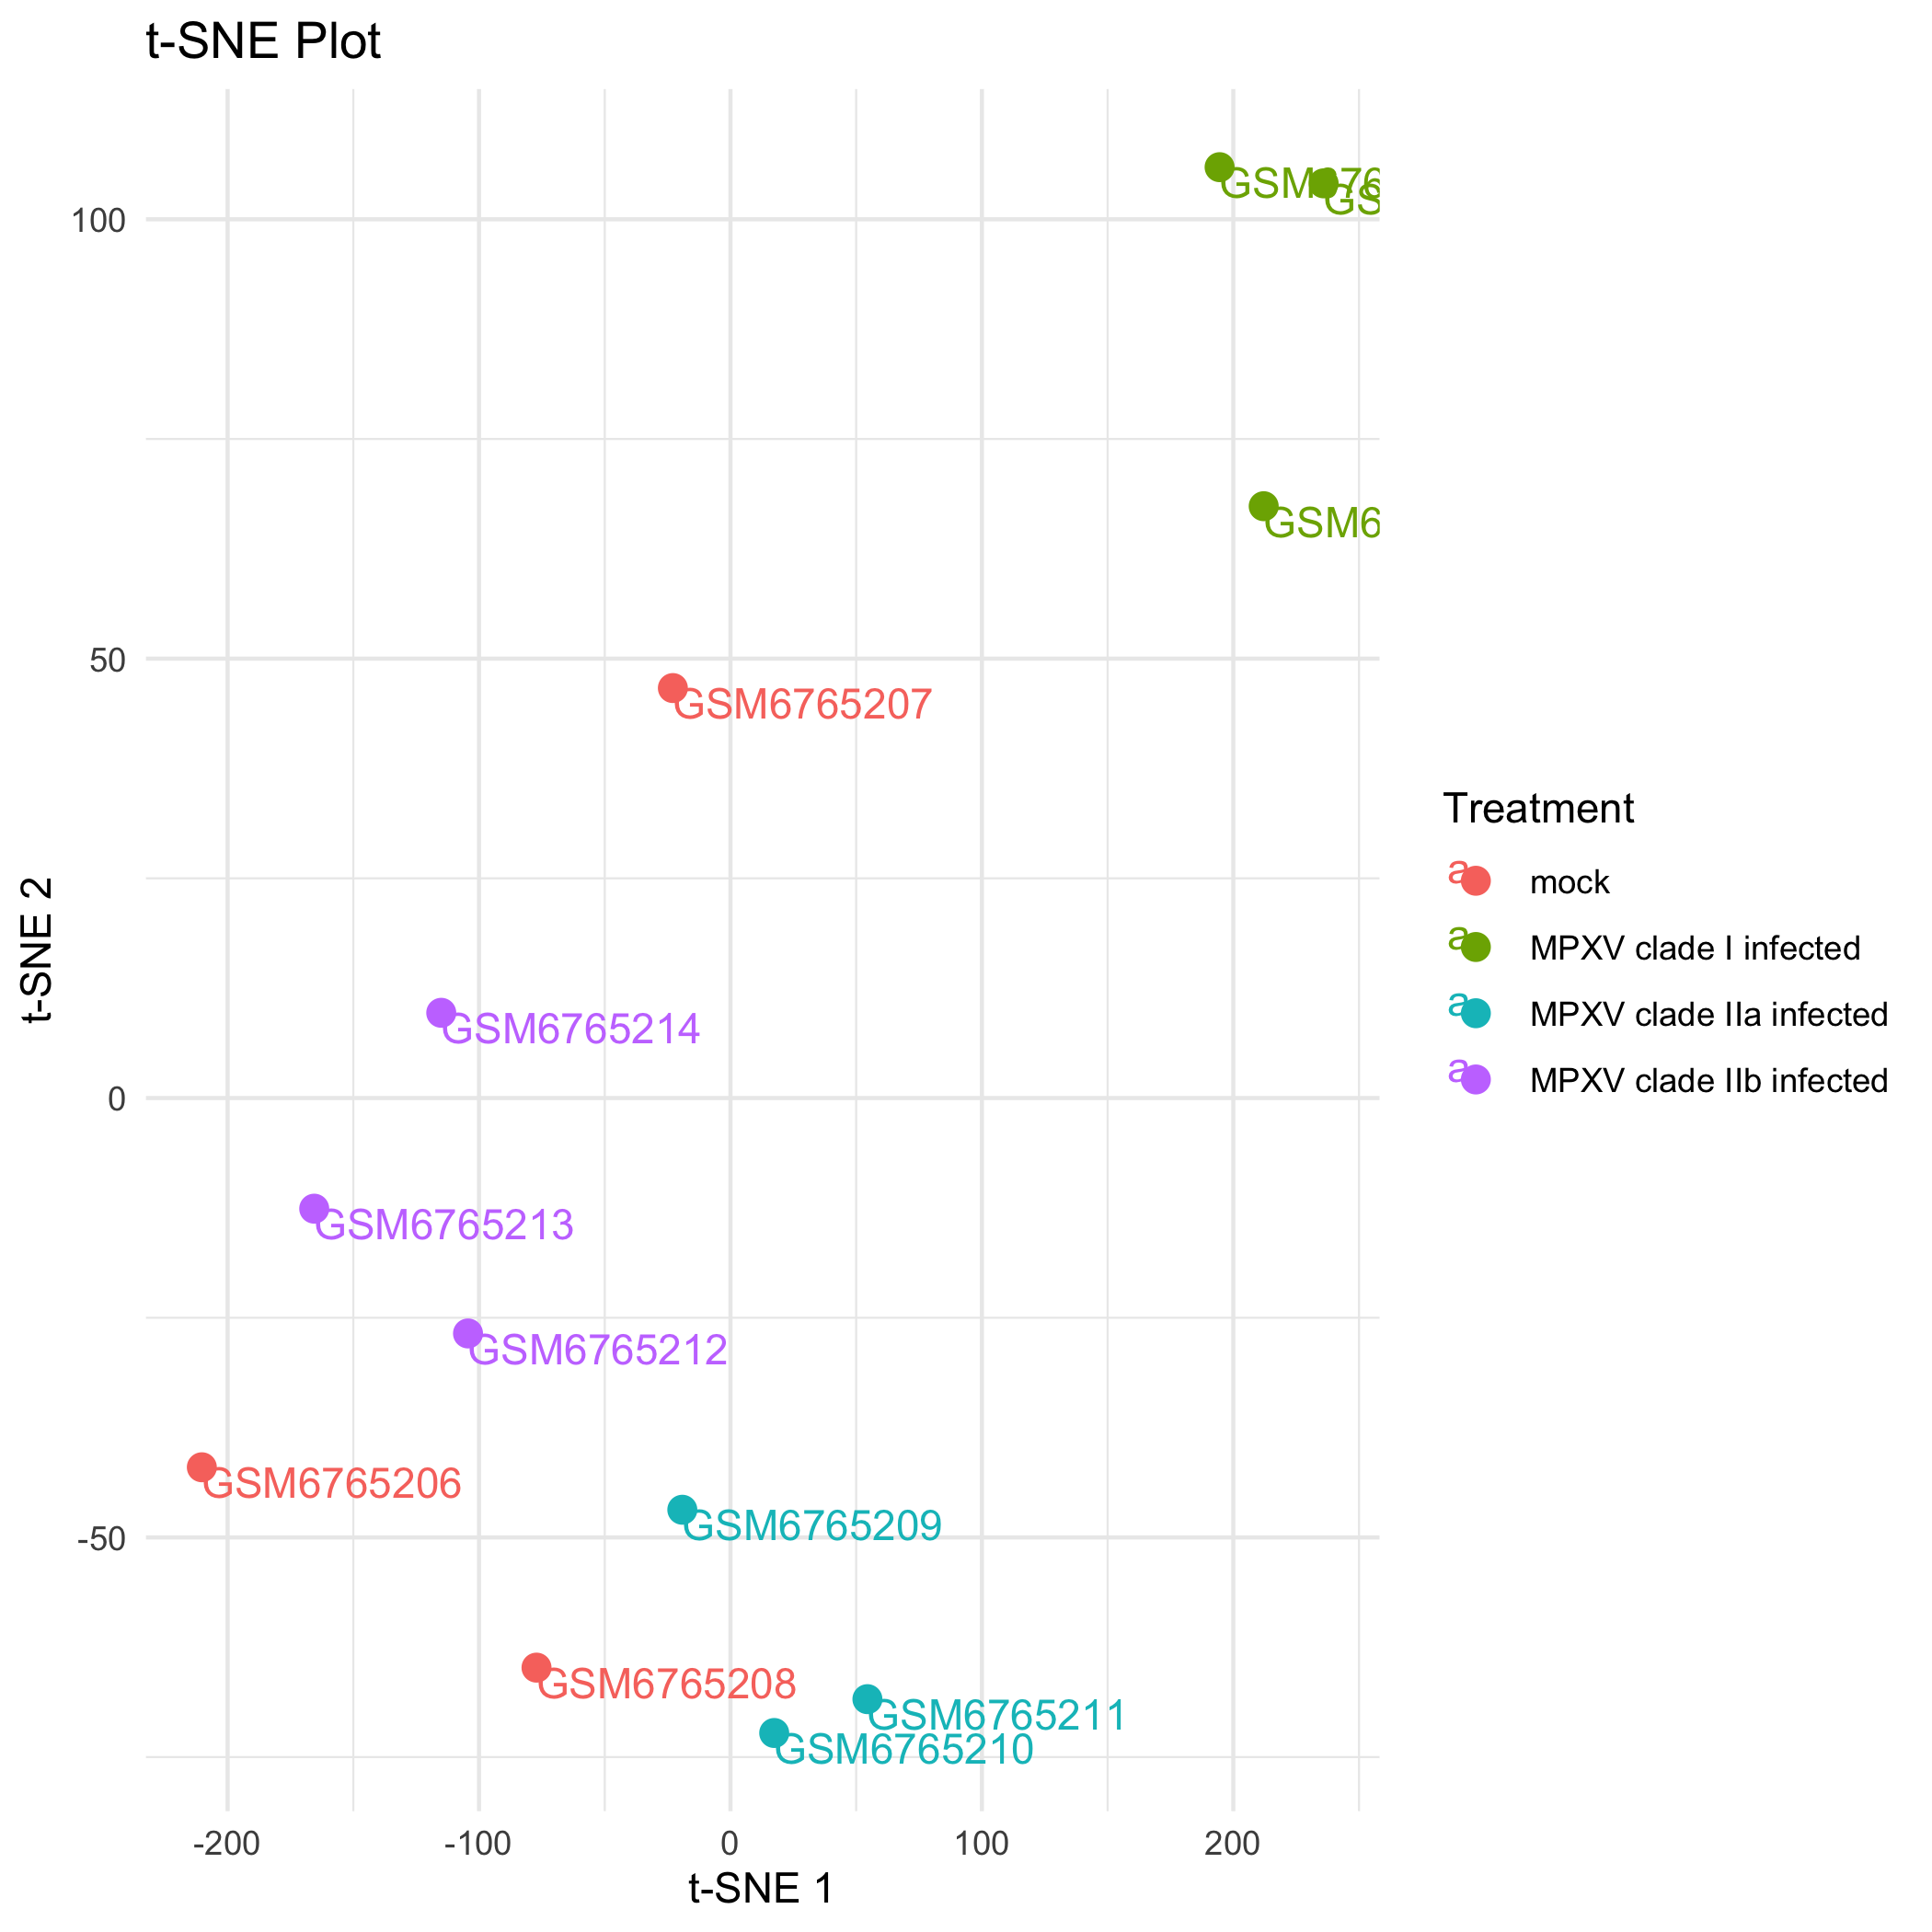 t-SNE Plot
100
50
0
-50
t-SNE 2
GSM6765207
GSM6765214
GSM6765213
GSM6765212
GSM6765206
GSM6765209
GSM6765208
GSM6765211
GSM6765210
GSM6
-200
-100
0
100
200
t-SNE 1
Treatment
a mock
a MPXV clade I infected
a MPXV clade IIa infected
a MPXV clade IIb infected